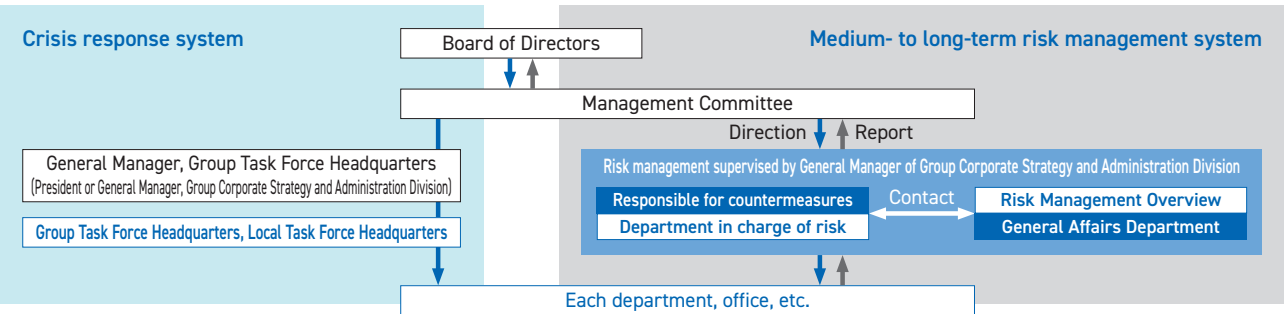 Crisis response system
Board of Directors
Medium- to long-term risk management system
Management Committee
Direction
Report
General Manager, Group Task Force Headquarters
(President or General Manager, Group Corporate Strategy and Administration Division)
Group Task Force Headquarters, Local Task Force Headquarters
Risk management supervised by General Manager of Group Corporate Strategy and Administration Division
Responsible for countermeasures
Department in charge of risk
Contact
Risk Management Overview
General Affairs Department
Each department, office, etc.